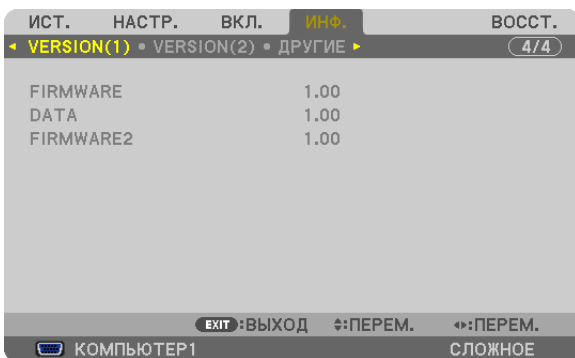 ИСТ. НАСТР. ВКЛ. ИНФ. ВОССТ.
VERSION(1) • VERSION(2) • ДРУГИЕ 4/4
FIRMWARE 1.00
DATA 1.00
FIRMWARE2 1.00
EXIT :ВЫХОД :ПЕРЕМ. :ПЕРЕМ.
КОМПЬЮТЕР1 СЛОЖНОЕ